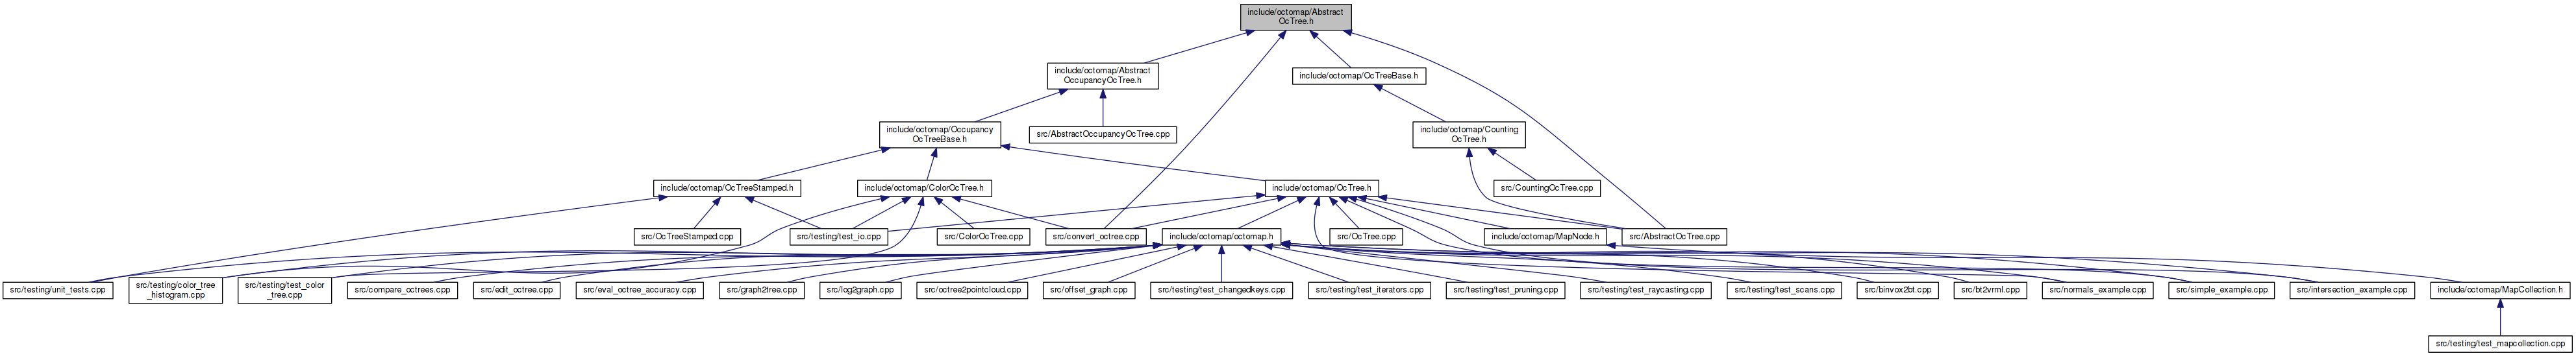 include/octomap/Abstract
OcTree.h
include/octomap/Abstract
OccupancyOcTree.h
include/octomap/OcTreeBase.h
include/octomap/Occupancy
OcTreeBase.h
src/AbstractOccupancyOcTree.cpp
include/octomap/Counting
OcTree.h
include/octomap/OcTreeStamped.h
include/octomap/ColorOcTree.h
include/octomap/OcTree.h
src/CountingOcTree.cpp
src/OcTreeStamped.cpp
src/testing/test_io.cpp
src/ColorOcTree.cpp
src/convert_octree.cpp
include/octomap/octomap.h
src/OcTree.cpp
include/octomap/MapNode.h
src/AbstractOcTree.cpp
src/testing/unit_tests.cpp
src/testing/color_tree
_histogram.cpp
src/testing/test_color
_tree.cpp
src/compare_octrees.cpp
src/edit_octree.cpp
src/eval_octree_accuracy.cpp
src/graph2tree.cpp
src/log2graph.cpp
src/octree2pointcloud.cpp
src/offset_graph.cpp
src/testing/test_changedkeys.cpp
src/testing/test_iterators.cpp
src/testing/test_pruning.cpp
src/testing/test_raycasting.cpp
src/testing/test_scans.cpp
src/binvox2bt.cpp
src/bt2vrml.cpp
src/normals_example.cpp
src/simple_example.cpp
src/intersection_example.cpp
include/octomap/MapCollection.h
src/testing/test_mapcollection.cpp